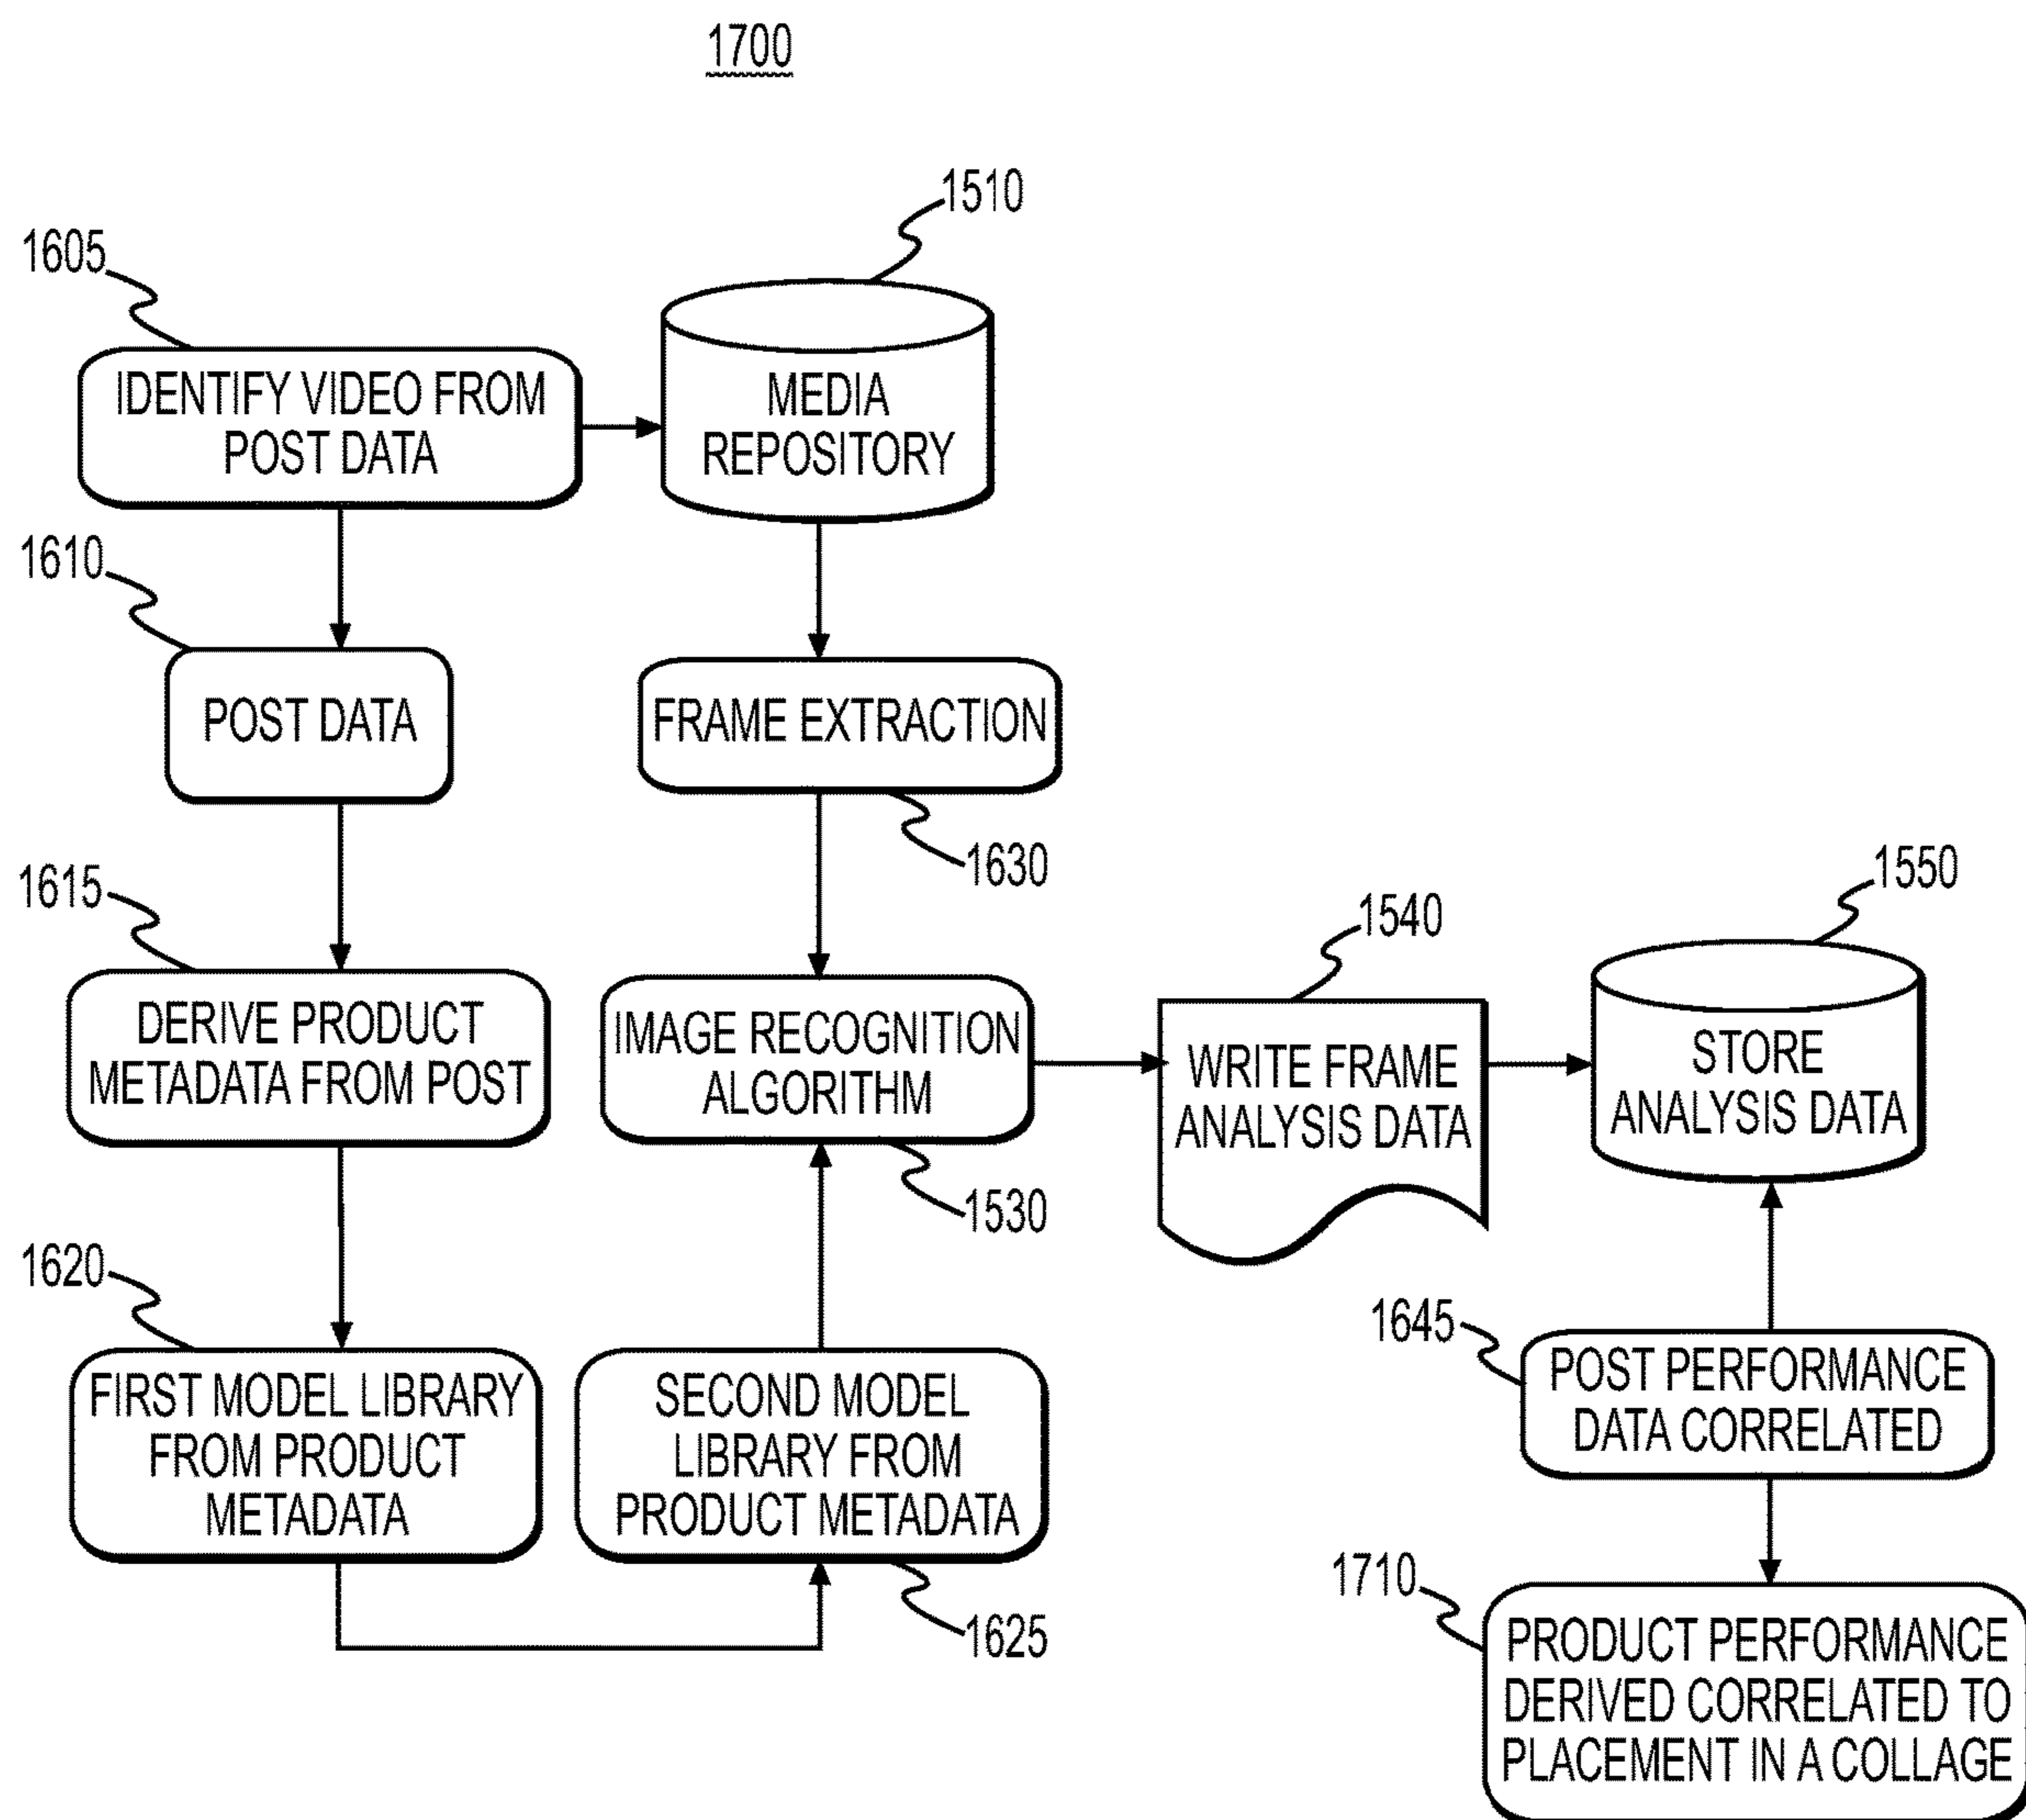 1700
1510
1605
IDENTIFY VIDEO FROM
POST DATA
MEDIA
REPOSITORY
1610
POST DATA
FRAME EXTRACTION
1630
1615
DERIVE PRODUCT
METADATA FROM POST
IMAGE RECOGNITION
ALGORITHM
1530
1540
WRITE FRAME
ANALYSIS DATA
1550
STORE
ANALYSIS DATA
1620
FIRST MODEL LIBRARY
FROM PRODUCT
METADATA
SECOND MODEL
LIBRARY FROM
PRODUCT METADATA
1625
1645
POST PERFORMANCE
DATA CORRELATED
1710
PRODUCT PERFORMANCE
DERIVED CORRELATED TO
PLACEMENT IN A COLLAGE